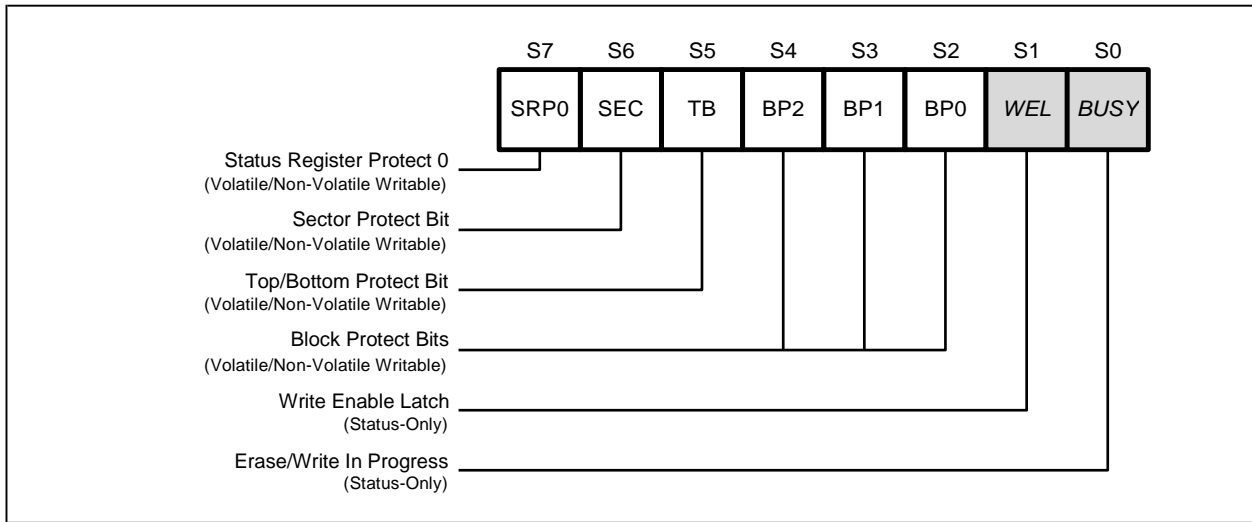 S7 S6 S5 S4 S3 S2 S1 S0
SRP0 SEC TB BP2 BP1 BP0 WEL BUSY
Status Register Protect 0
(Volatile/Non-Volatile Writable)
Sector Protect Bit
(Volatile/Non-Volatile Writable)
Top/Bottom Protect Bit
(Volatile/Non-Volatile Writable)
Block Protect Bits
(Volatile/Non-Volatile Writable)
Write Enable Latch
(Status-Only)
Erase/Write In Progress
(Status-Only)